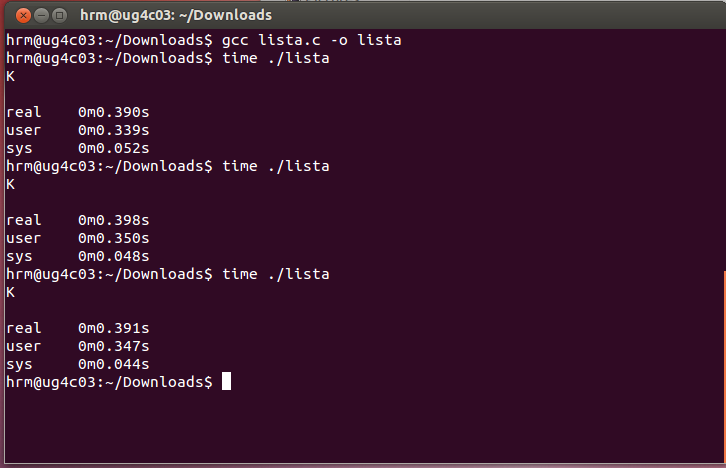 hrm@ug4c03: ~/Downloads
hrm@ug4c03:~/Downloads$ gcc lista.c -o lista
hrm@ug4c03:~/Downloads$ time ./lista
K
real    0m0.390s
user    0m0.339s
sys     0m0.052s
hrm@ug4c03:~/Downloads$ time ./lista
K
real    0m0.398s
user    0m0.350s
sys     0m0.048s
hrm@ug4c03:~/Downloads$ time ./lista
K
real    0m0.391s
user    0m0.347s
sys     0m0.044s
hrm@ug4c03:~/Downloads$